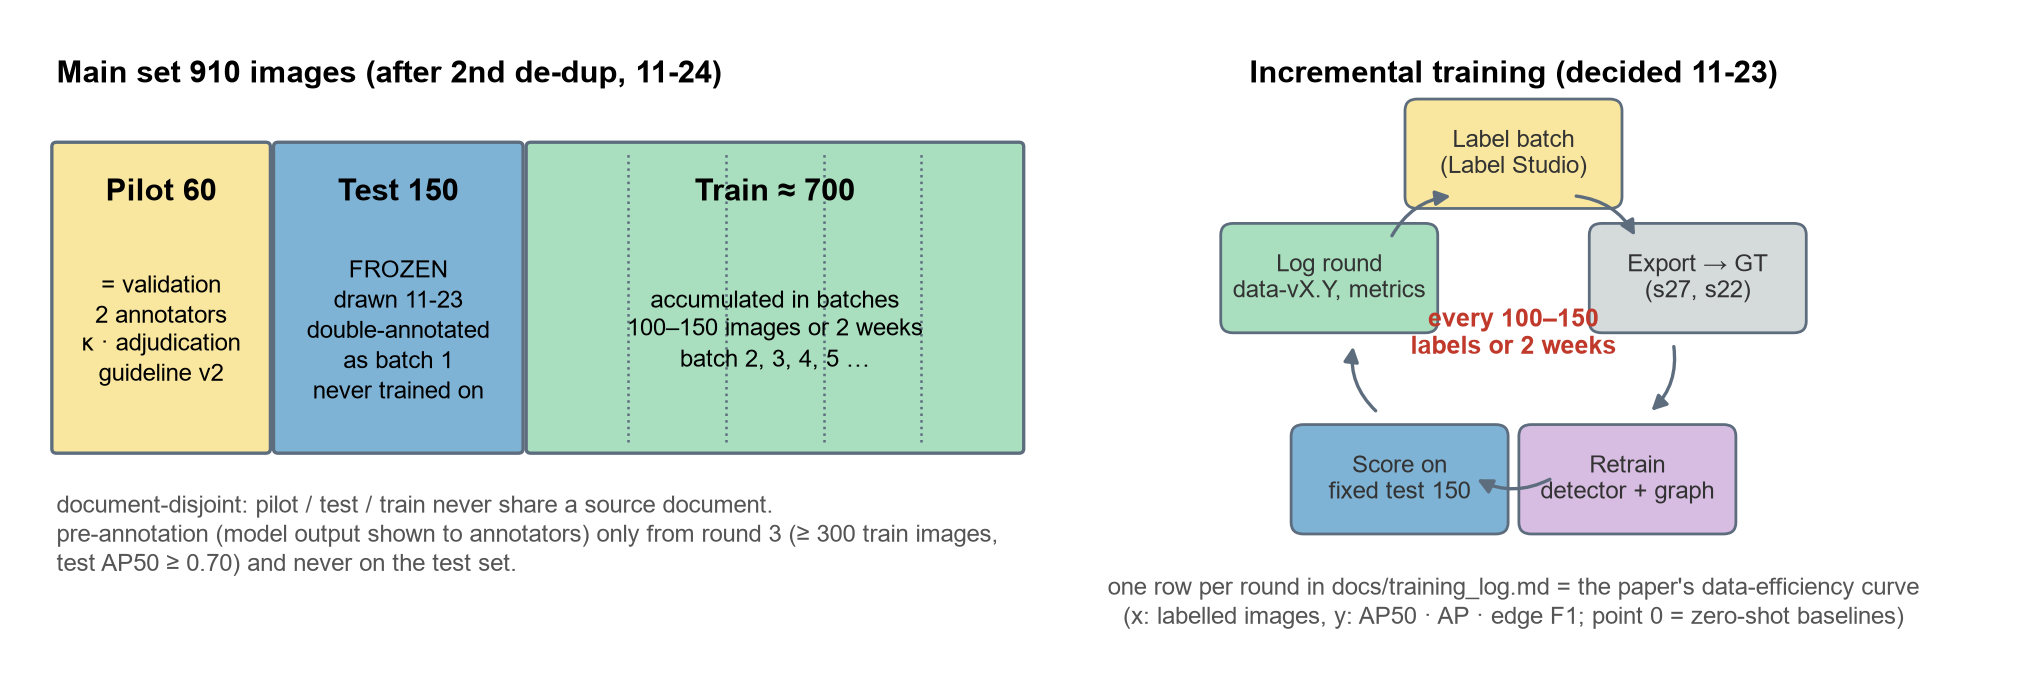 Main set 910 images (after 2nd de-dup, 11-24)
Pilot 60
= validation
2 annotators
κ · adjudication
guideline v2
Test 150
FROZEN
drawn 11-23
double-annotated
as batch 1
never trained on
Train ≈ 700
accumulated in batches
100–150 images or 2 weeks
batch 2, 3, 4, 5 …
document-disjoint: pilot / test / train never share a source document.
pre-annotation (model output shown to annotators) only from round 3 (≥ 300 train images,
test AP50 ≥ 0.70) and never on the test set.
Incremental training (decided 11-23)
Label batch
(Label Studio)
Export → GT
(s27, s22)
Retrain
detector + graph
Score on
fixed test 150
Log round
data-vX.Y, metrics
every 100–150
labels or 2 weeks
one row per round in docs/training_log.md = the paper's data-efficiency curve
(x: labelled images, y: AP50 · AP · edge F1; point 0 = zero-shot baselines)